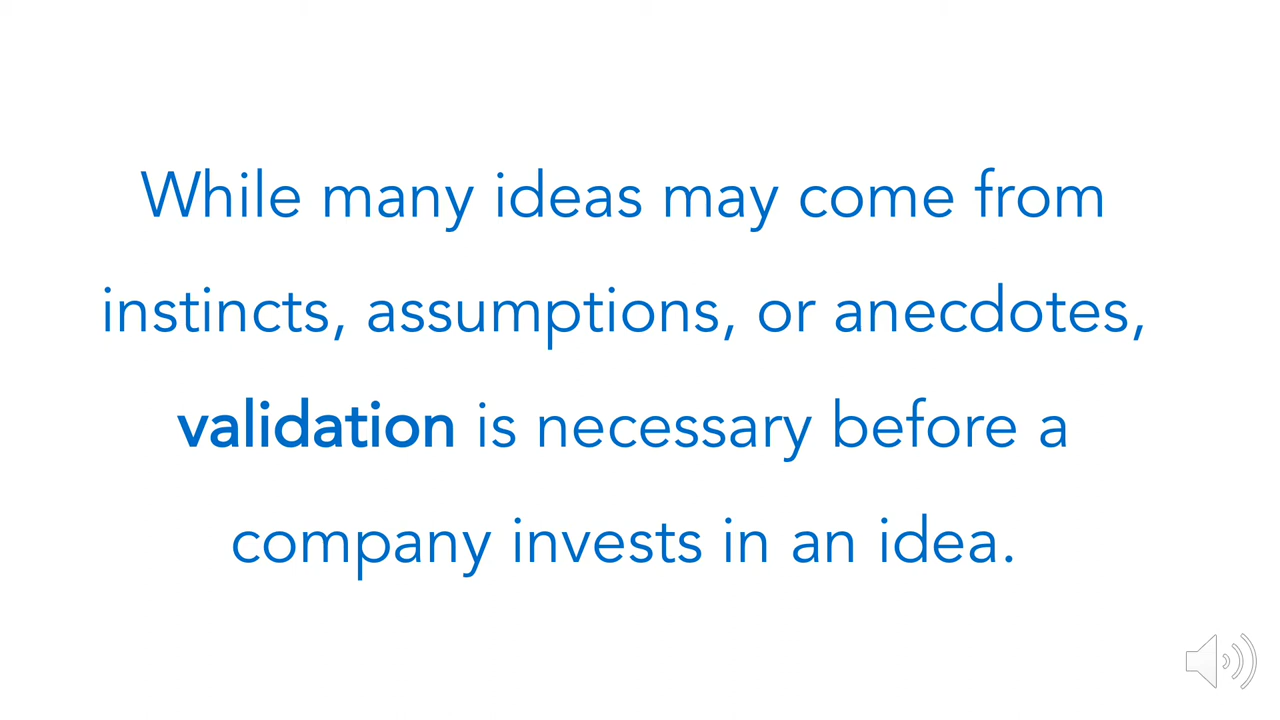 While many ideas may come from
instincts, assumptions, or anecdotes,
validation is necessary before a
company invests in an idea.